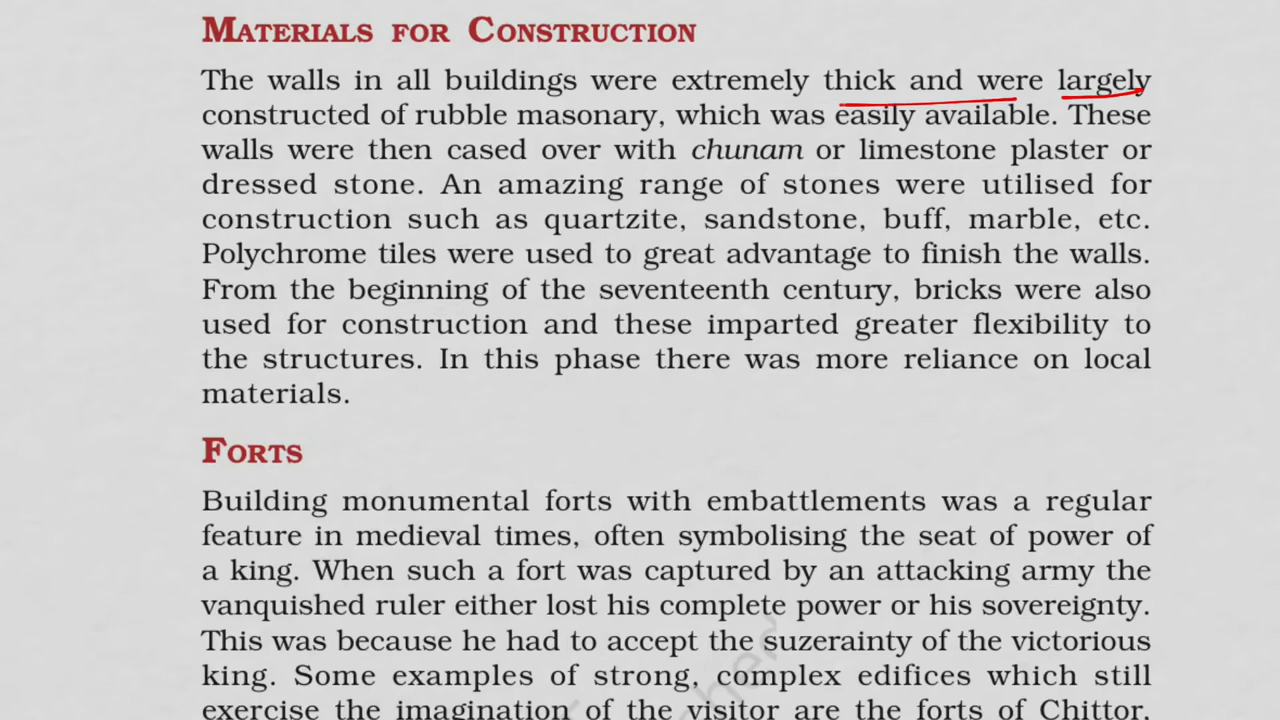 MATERIALS FOR CONSTRUCTION
The walls in all buildings were extremely thick and were largely
constructed of rubble masonary, which was easily available. These
walls were then cased over with chunam or limestone plaster or
dressed stone. An amazing range of stones were utilised for
construction such as quartzite, sandstone, buff, marble, etc.
Polychrome tiles were used to great advantage to finish the walls.
From the beginning of the seventeenth century, bricks were also
used for construction and these imparted greater flexibility to
the structures. In this phase there was more reliance on local
materials.
FORTS
Building monumental forts with embattlements was a regular
feature in medieval times, often symbolising the seat of power of
a king. When such a fort was captured by an attacking army the
vanquished ruler either lost his complete power or his sovereignty.
This was because he had to accept the suzerainty of the victorious
king. Some examples of strong, complex edifices which still
exercise the imagination of the visitor are the forts of Chittor,